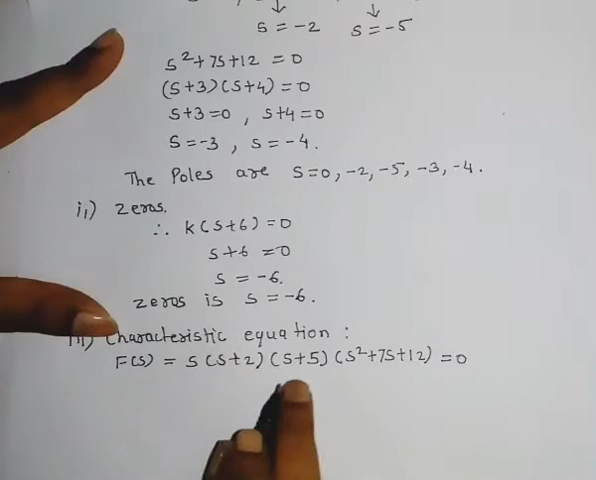 ↓ ↓
s = -2 s = -5
s²+7s+12 = 0
(s+3)(s+4) = 0
s+3=0 , s+4=0
s=-3 , s=-4.
The Poles are s=0,-2,-5,-3,-4.
ii) zeros.
∴ k(s+6)=0
s+6 =0
s = -6.
zeros is s=-6.
iii) characteristic equation :
F(s) = s(s+2)(s+5)(s²+7s+12) =0